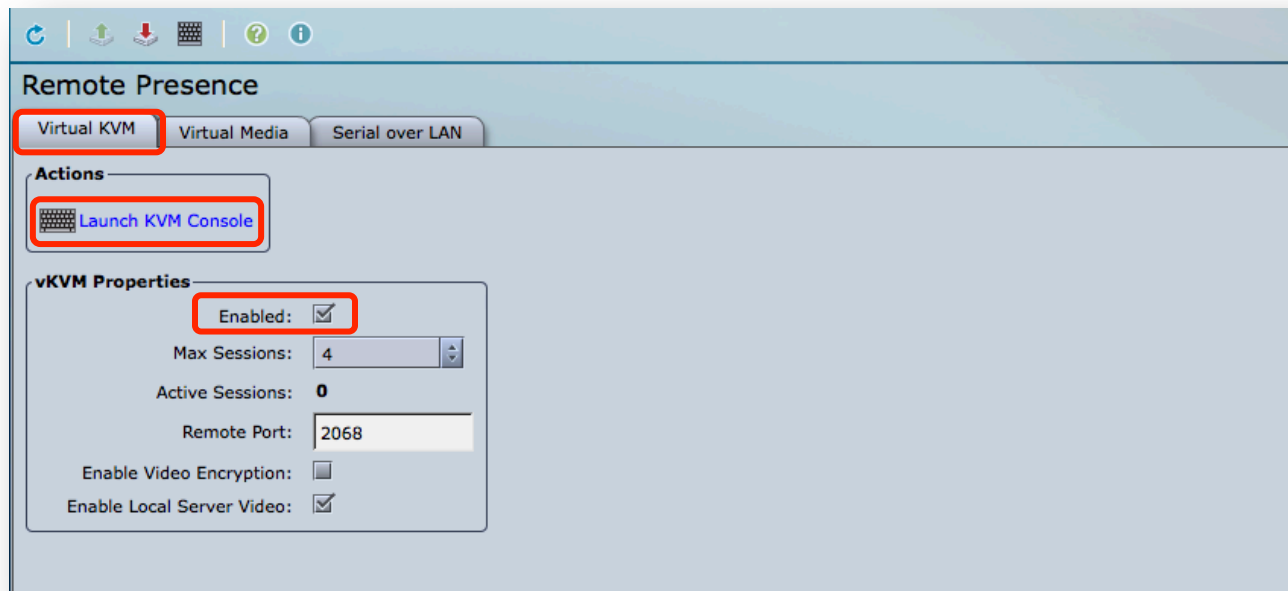 Remote Presence
Virtual KVM Virtual Media Serial over LAN
Actions
Launch KVM Console
vKVM Properties
Enabled:
Max Sessions: 4
Active Sessions: 0
Remote Port: 2068
Enable Video Encryption:
Enable Local Server Video: